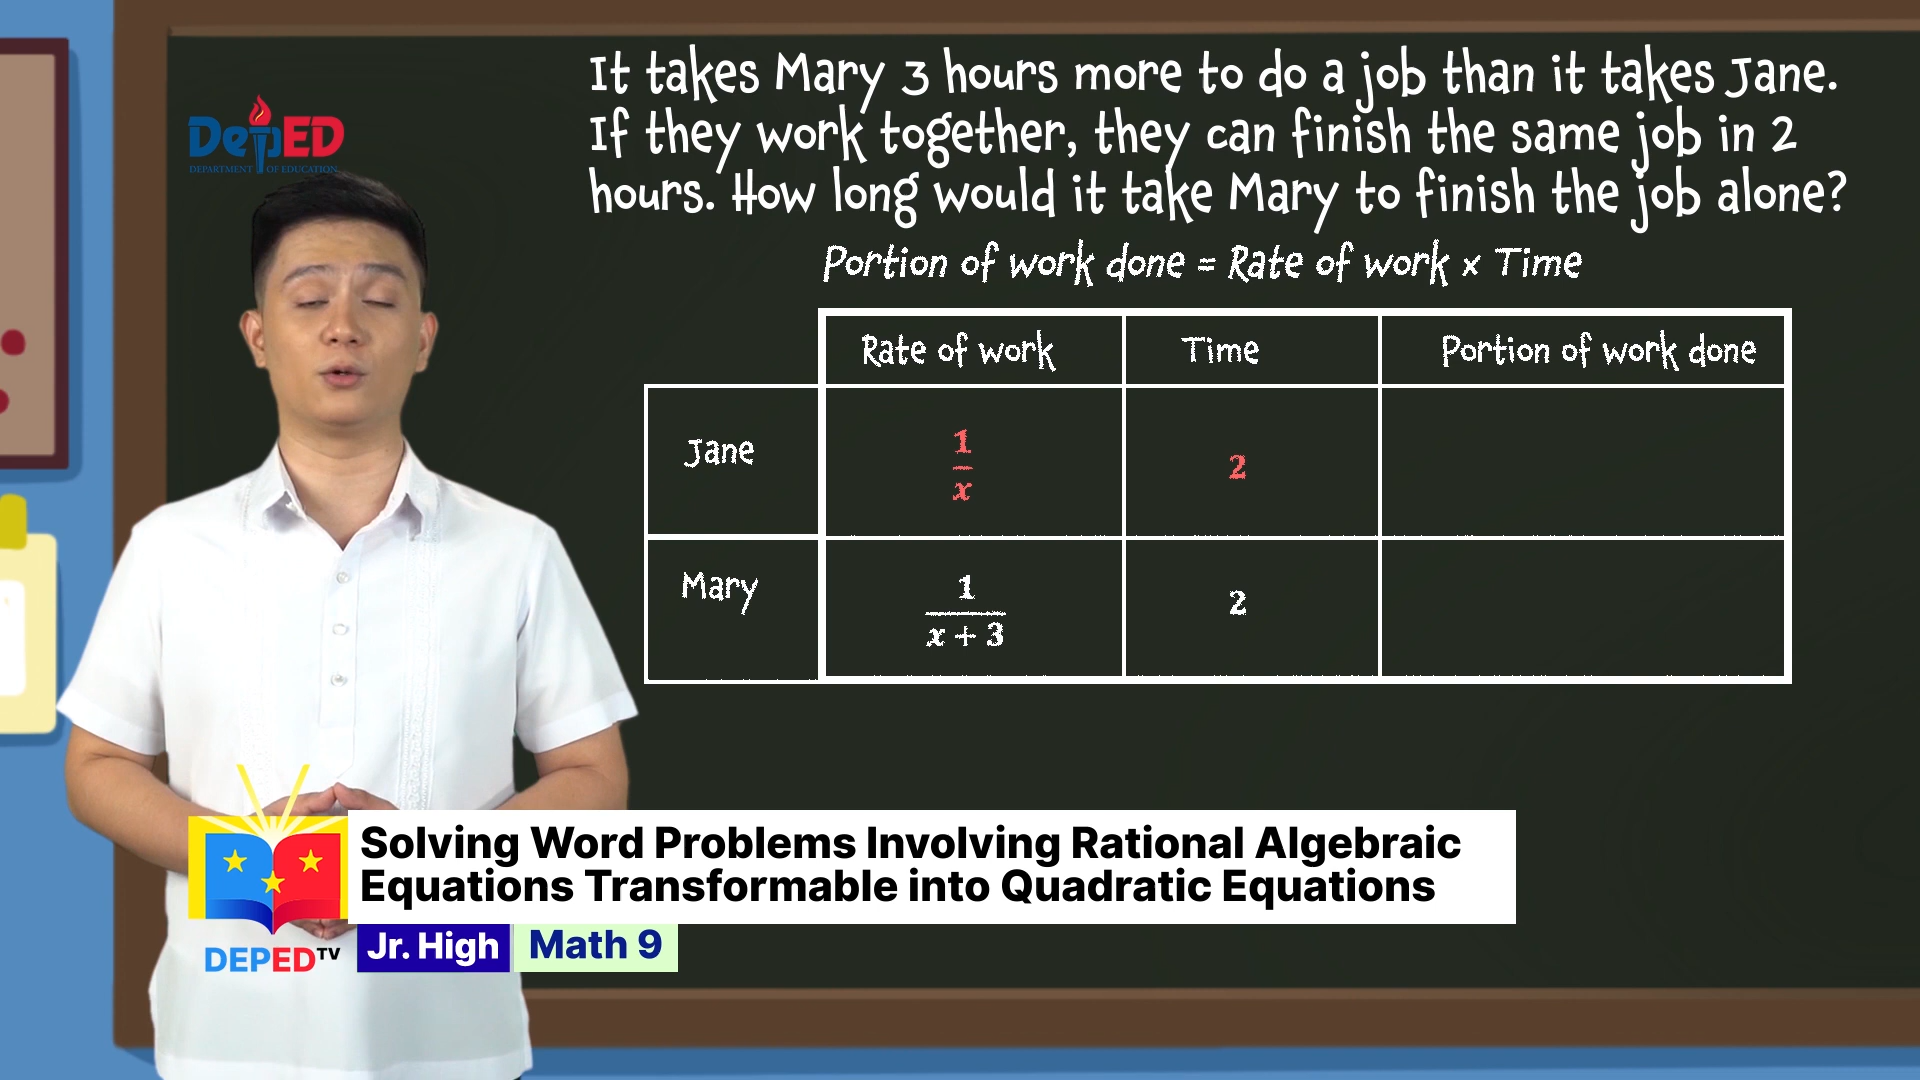 It takes Mary 3 hours more to do a job than it takes Jane.
If they work together, they can finish the same job in 2
hours. How long would it take Mary to finish the job alone?
DepED
DEPARTMENT OF EDUCATION
Portion of work done = Rate of work x Time
Rate of work Time Portion of work done
Jane 1/x 2
Mary 1/(x + 3) 2
Solving Word Problems Involving Rational Algebraic
Equations Transformable into Quadratic Equations
DEPED TV Jr. High Math 9